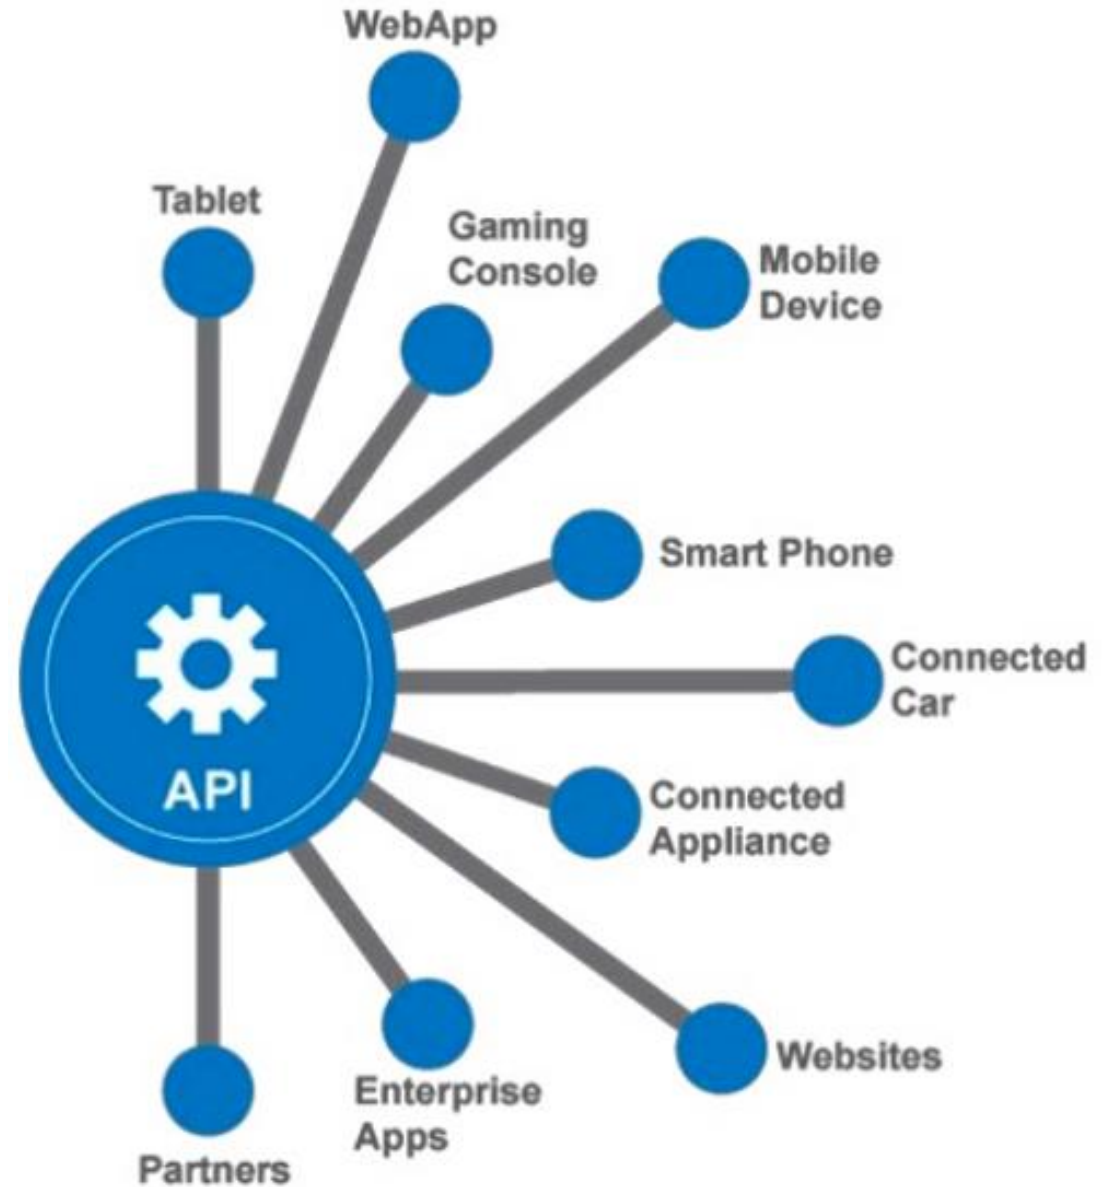 WebApp
Tablet
Gaming
Console
Mobile
Device
Smart Phone
Connected
Car
API
Connected
Appliance
Websites
Enterprise
Apps
Partners